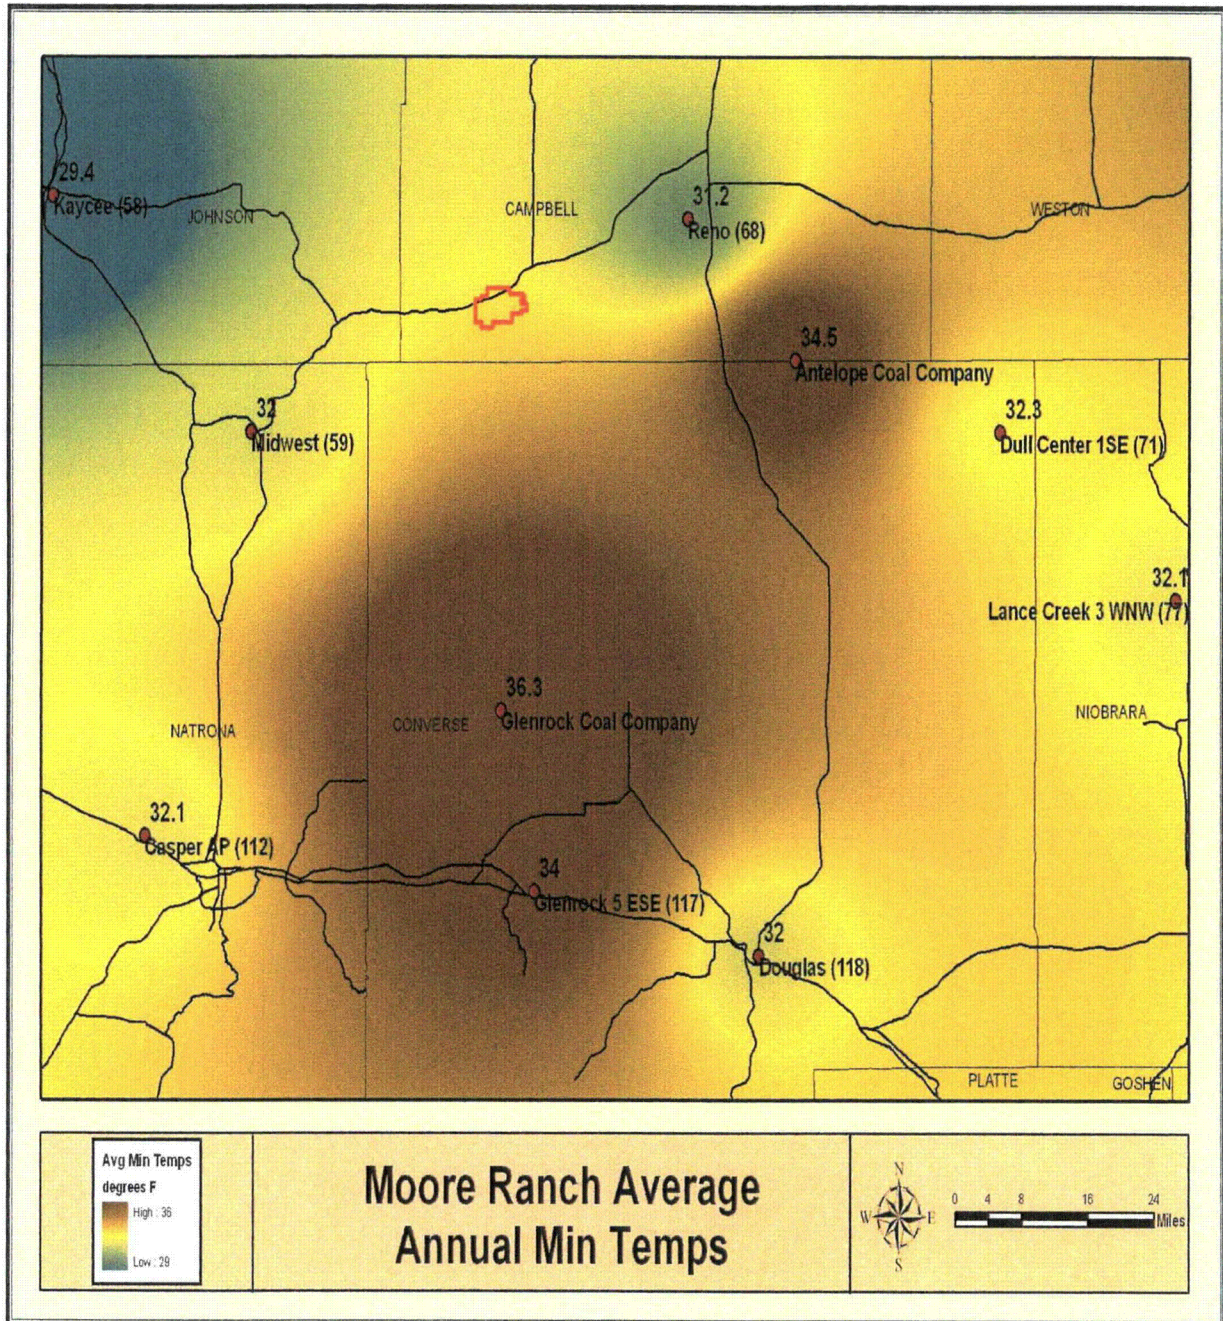 29.4
Kaycee (58)
JOHNSON
CAMPBELL
31.2
Reno (68)
WESTON
34.5
Antelope Coal Company
32
Midwest (59)
32.3
Dull Center 1SE (71)
32.1
Lance Creek 3 WNW (77)
36.3
Glenrock Coal Company
NATRONA
CONVERSE
NIOBRARA
32.1
Casper AP (112)
34
Glenrock 5 ESE (117)
32
Douglas (118)
PLATTE
GOSHEN
Avg Min Temps
degrees F
High : 36
Low : 29
Moore Ranch Average
Annual Min Temps
N
W E
S
0 4 8 16 24
Miles